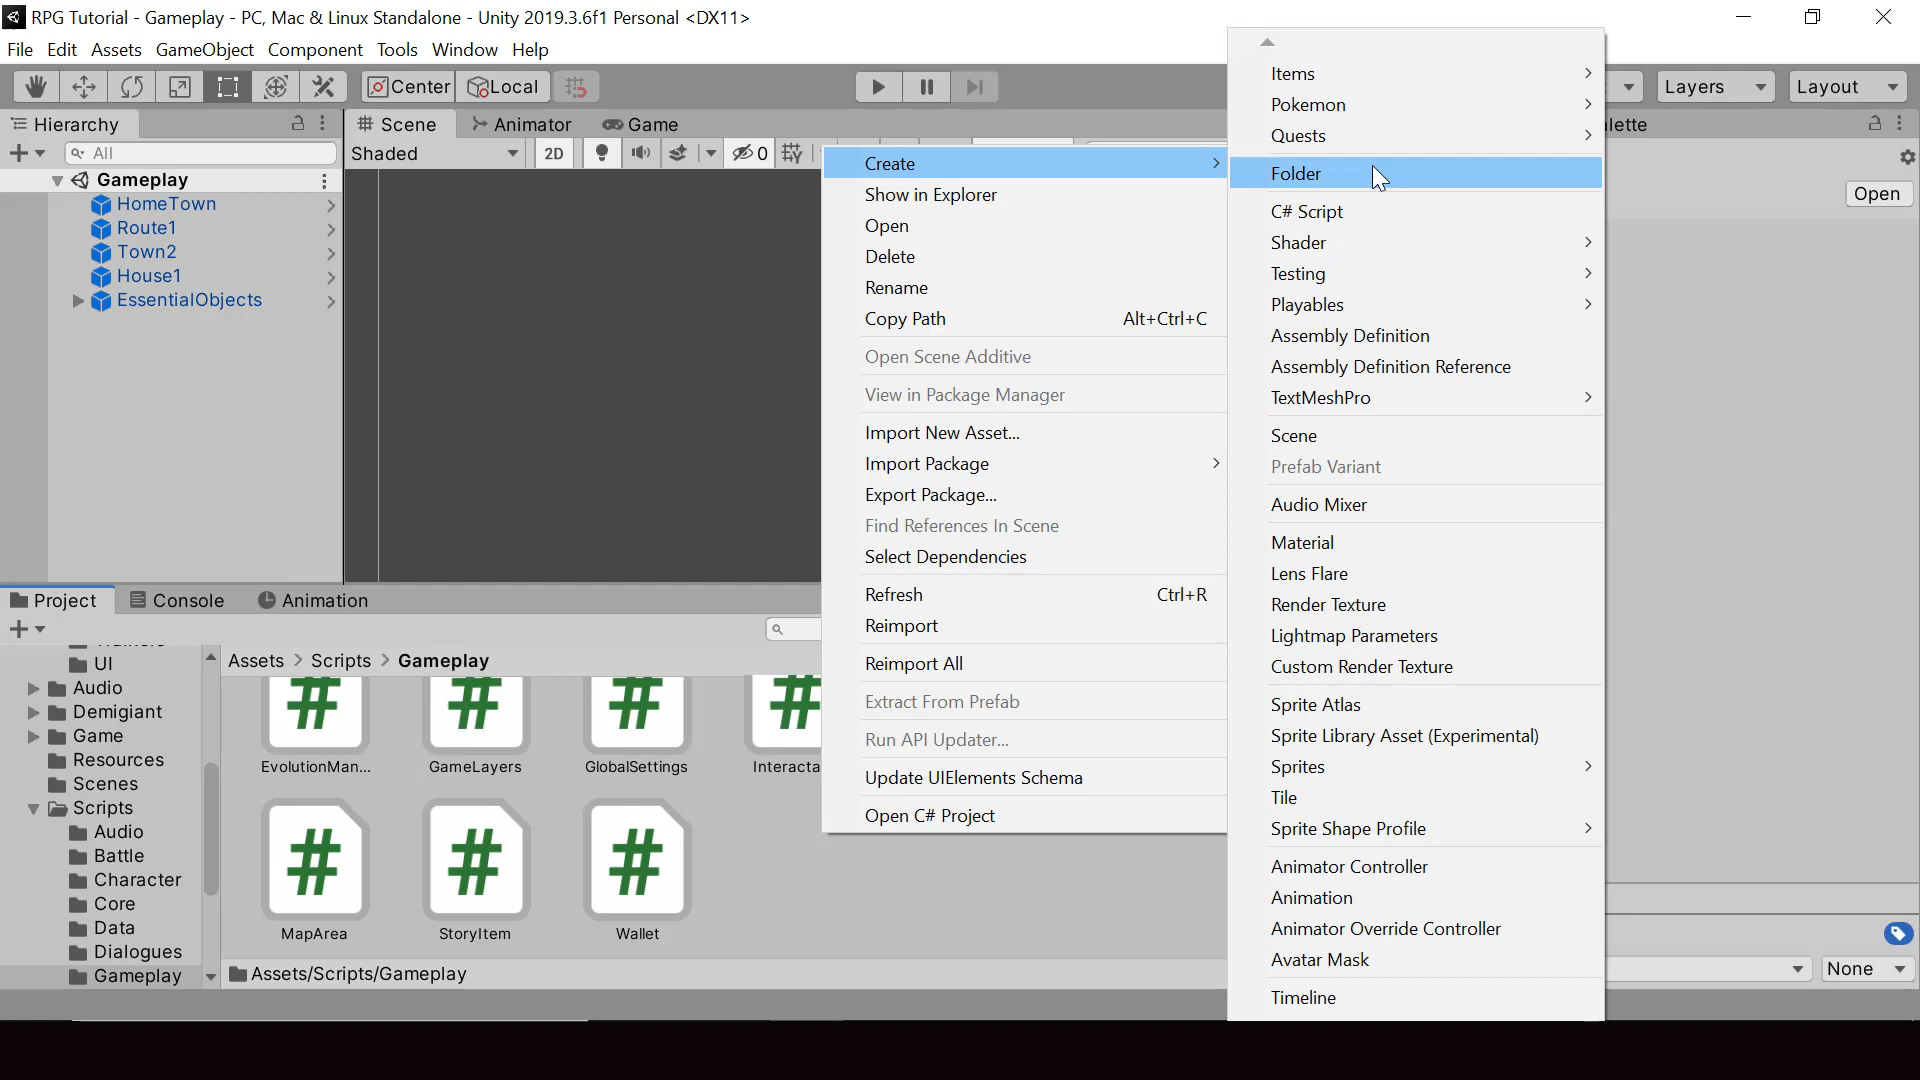 RPG Tutorial - Gameplay - PC, Mac & Linux Standalone - Unity 2019.3.6f1 Personal <DX11>
File Edit Assets GameObject Component Tools Window Help
Center Local Layers Layout
Hierarchy
All
Gameplay
HomeTown
Route1
Town2
House1
EssentialObjects
Scene Animator Game
Shaded 2D 0
lette
Open
Create
Show in Explorer
Open
Delete
Rename
Copy Path Alt+Ctrl+C
Open Scene Additive
View in Package Manager
Import New Asset...
Import Package
Export Package...
Find References In Scene
Select Dependencies
Refresh Ctrl+R
Reimport
Reimport All
Extract From Prefab
Run API Updater...
Update UIElements Schema
Open C# Project
Items
Pokemon
Quests
Folder
C# Script
Shader
Testing
Playables
Assembly Definition
Assembly Definition Reference
TextMeshPro
Scene
Prefab Variant
Audio Mixer
Material
Lens Flare
Render Texture
Lightmap Parameters
Custom Render Texture
Sprite Atlas
Sprite Library Asset (Experimental)
Sprites
Tile
Sprite Shape Profile
Animator Controller
Animation
Animator Override Controller
Avatar Mask
Timeline
Project Console Animation
UI
Audio
Demigiant
Game
Resources
Scenes
Scripts
Audio
Battle
Character
Core
Data
Dialogues
Gameplay
Assets > Scripts > Gameplay
EvolutionMan... GameLayers GlobalSettings Interacta
MapArea StoryItem Wallet
Assets/Scripts/Gameplay
None